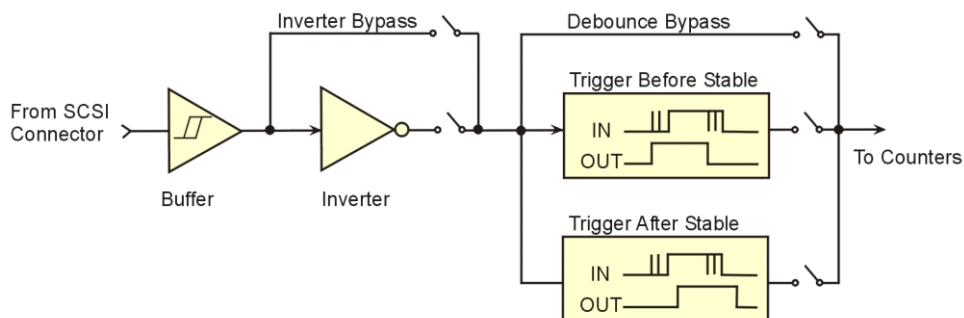 Inverter Bypass
Debounce Bypass
From SCSI
Connector
Buffer
Inverter
Trigger Before Stable
IN
OUT
To Counters
Trigger After Stable
IN
OUT